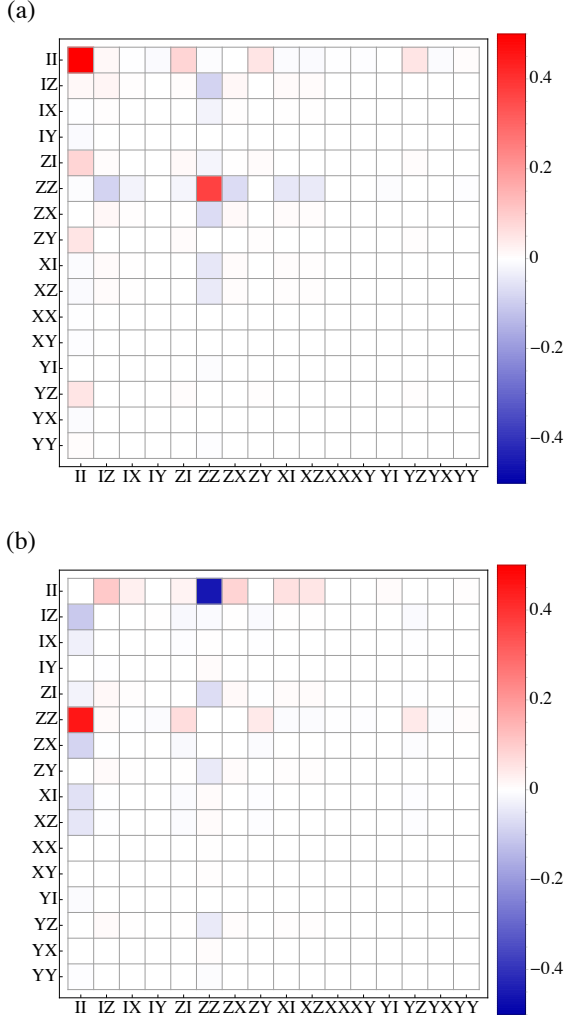 (a)
II
IZ
IX
IY
ZI
ZZ
ZX
ZY
XI
XZ
XX
XY
YI
YZ
YX
YY
II IZ IX IY ZI ZZ ZX ZY XI XZ XX XY YI YZ YX YY
0.4
0.2
0
−0.2
−0.4
(b)
II
IZ
IX
IY
ZI
ZZ
ZX
ZY
XI
XZ
XX
XY
YI
YZ
YX
YY
II IZ IX IY ZI ZZ ZX ZY XI XZ XX XY YI YZ YX YY
0.4
0.2
0
−0.2
−0.4